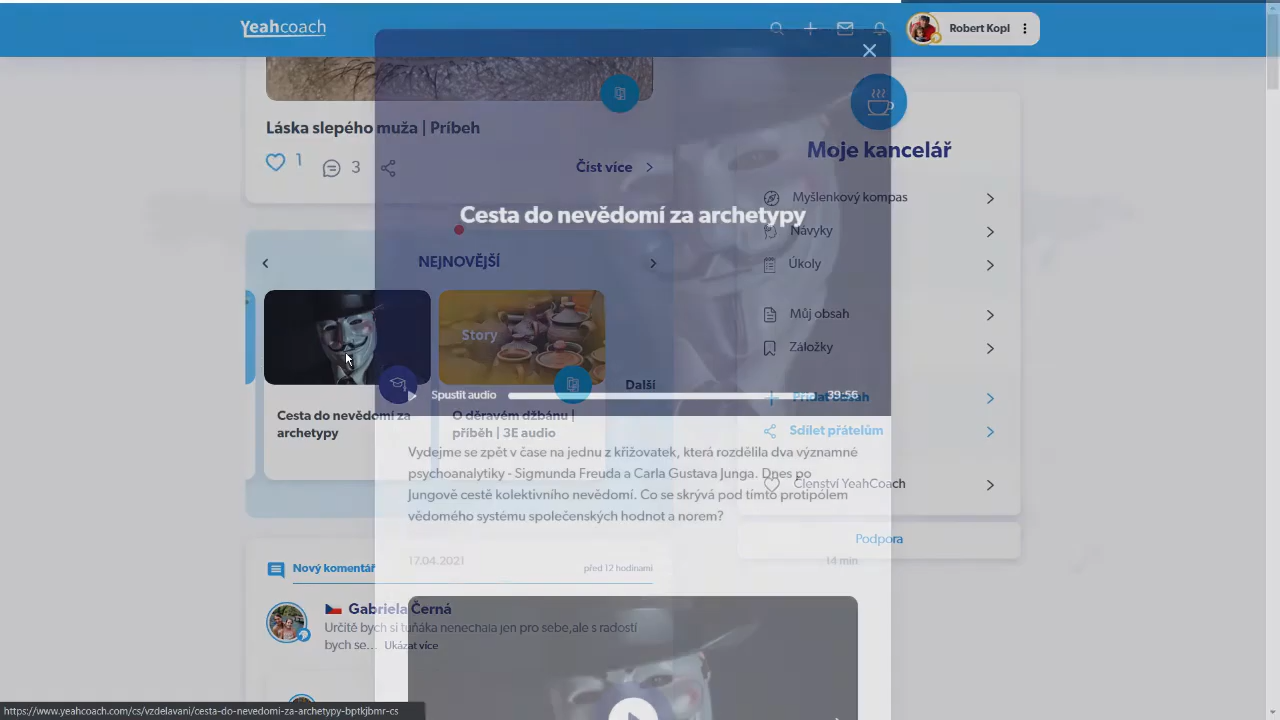 Yeahcoach
Robert Kopl
Láska slepého muža | Príbeh
1
3
Číst více
Moje kancelář
Myšlenkový kompas
Návyky
Úkoly
Můj obsah
Záložky
Přidat obsah
Sdílet přátelům
Členství YeahCoach
Podpora
Cesta do nevědomí za archetypy
NEJNOVĚJŠÍ
Story
Další
Cesta do nevědomí za
archetypy
O děravém džbánu |
příběh | 3E audio
Spustit audio
39:56
Vydejme se zpět v čase na jednu z křižovatek, která rozdělila dva významné
psychoanalytiky - Sigmunda Freuda a Carla Gustava Junga. Dnes po
Jungově cestě kolektivního nevědomí. Co se skrývá pod tímto protipólem
vědomého systému společenských hodnot a norem?
17.04.2021
14 min
Nový komentář
před 12 hodinami
Gabriela Černá
Určitě bych si tuňáka nenechala jen pro sebe,ale s radostí
bych se... Ukázat více
https://www.yeahcoach.com/cs/vzdelavani/cesta-do-nevedomi-za-archetypy-bptkjbmr-cs